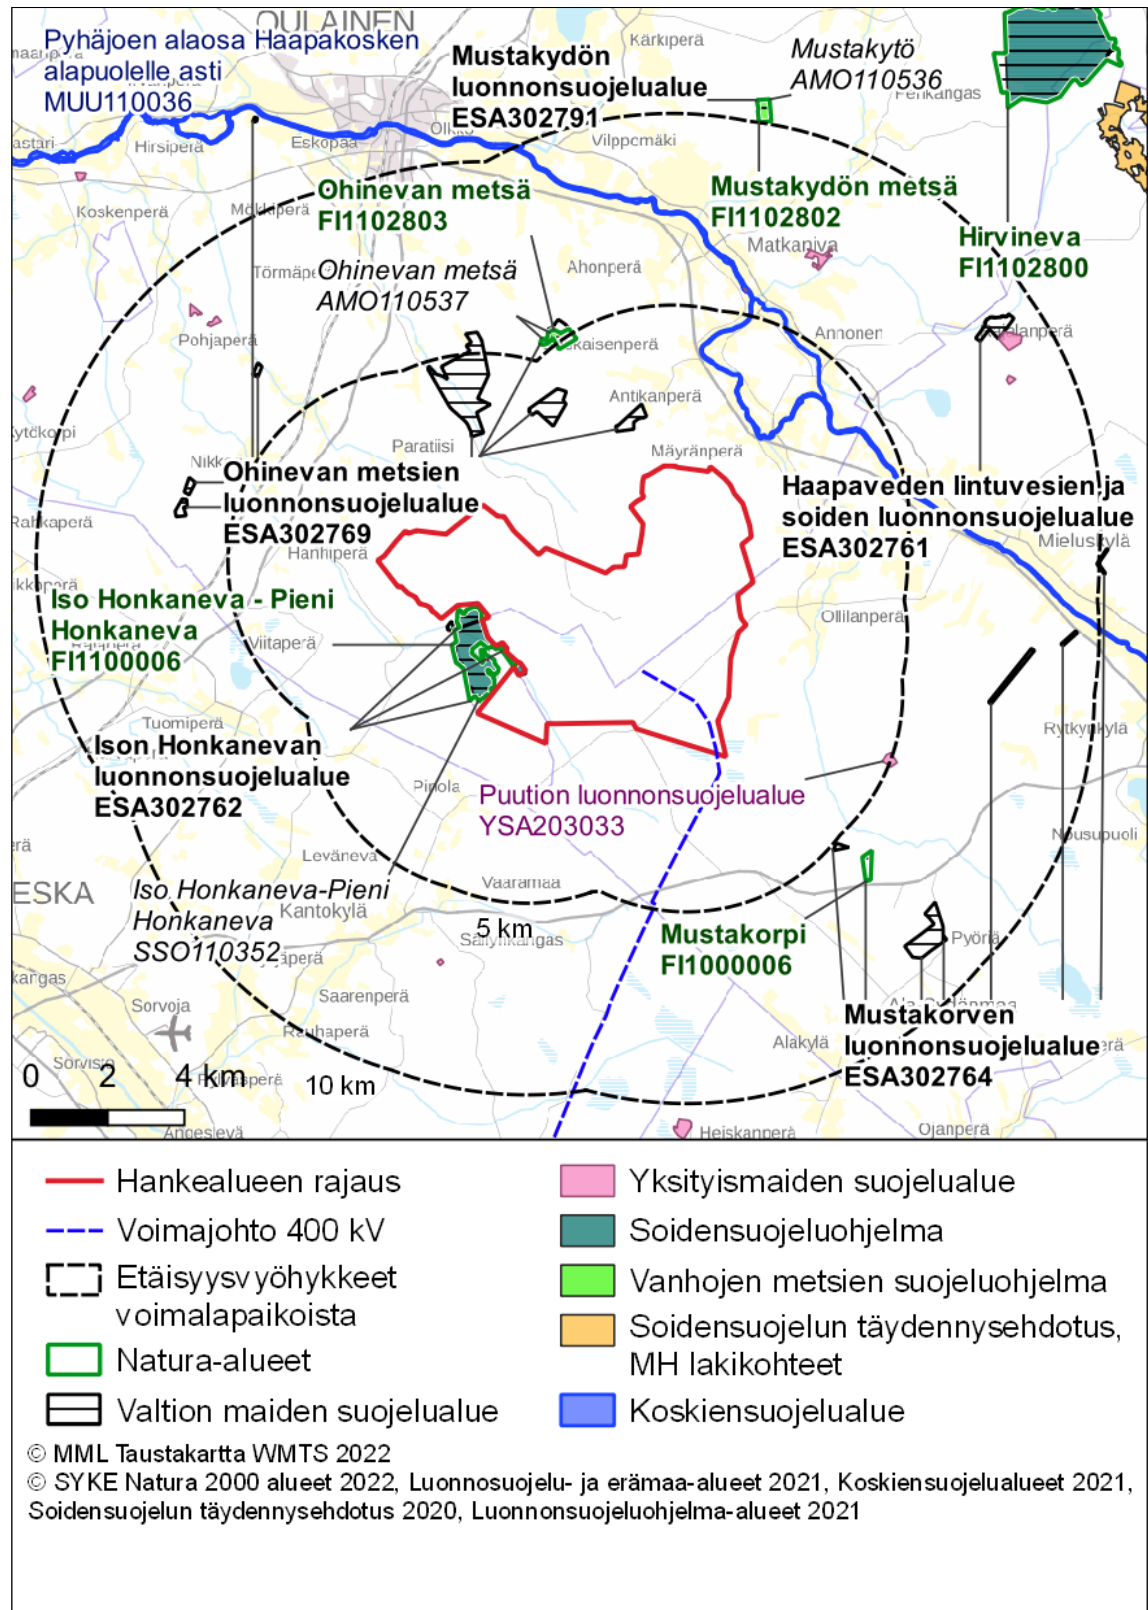 OULAINEN
Pyhäjoen alaosa Haapakosken
alapuolelle asti
MUU110036
Kärkiperä
Mustakydön
luonnonsuojelualue
ESA302791
Mustakytö
AMO110536
Hirsiperä
Eskopää
Vilppomäki
Ohinevan metsä
FI1102803
Mustakydön metsä
FI1102802
Koskenperä
Matkaniva
Hirvineva
FI1102800
Ohinevan metsä
AMO110537
Ahonperä
Pohjaperä
Annonen
Antikanperä
Paratiisi
Mäyränperä
Ohinevan metsien
luonnonsuojelualue
ESA302769
Haapaveden lintuvesien ja
soiden luonnonsuojelualue
ESA302761
Rahkaperä
Hanhiperä
Mieluskylä
Iso Honkaneva - Pieni
Honkaneva
FI1100006
Viitaperä
Ollilanperä
Tuomiperä
Rytkynkylä
Ison Honkanevan
luonnonsuojelualue
ESA302762
Pinola
Puution luonnonsuojelualue
YSA203033
Nousupuoli
Leväneva
Vaaramaa
ESKA
Iso Honkaneva-Pieni
Honkaneva
SSO110352
Kantokylä
5 km
Mustakorpi
FI1000006
Pyöriä
Saarenperä
Sorvoja
Rauhaperä
Alakylä
Mustakorven
luonnonsuojelualue
ESA302764
0 2 4 km
10 km
Heiskanperä
Ojanperä
Hankealueen rajaus
Voimajohto 400 kV
Etäisyysvyöhykkeet
voimalapaikoista
Natura-alueet
Valtion maiden suojelualue
Yksityismaiden suojelualue
Soidensuojeluohjelma
Vanhojen metsien suojeluohjelma
Soidensuojelun täydennysehdotus,
MH lakikohteet
Koskiensuojelualue
© MML Taustakartta WMTS 2022
© SYKE Natura 2000 alueet 2022, Luonnosuojelu- ja erämaa-alueet 2021, Koskiensuojelualueet 2021,
Soidensuojelun täydennysehdotus 2020, Luonnonsuojeluohjelma-alueet 2021